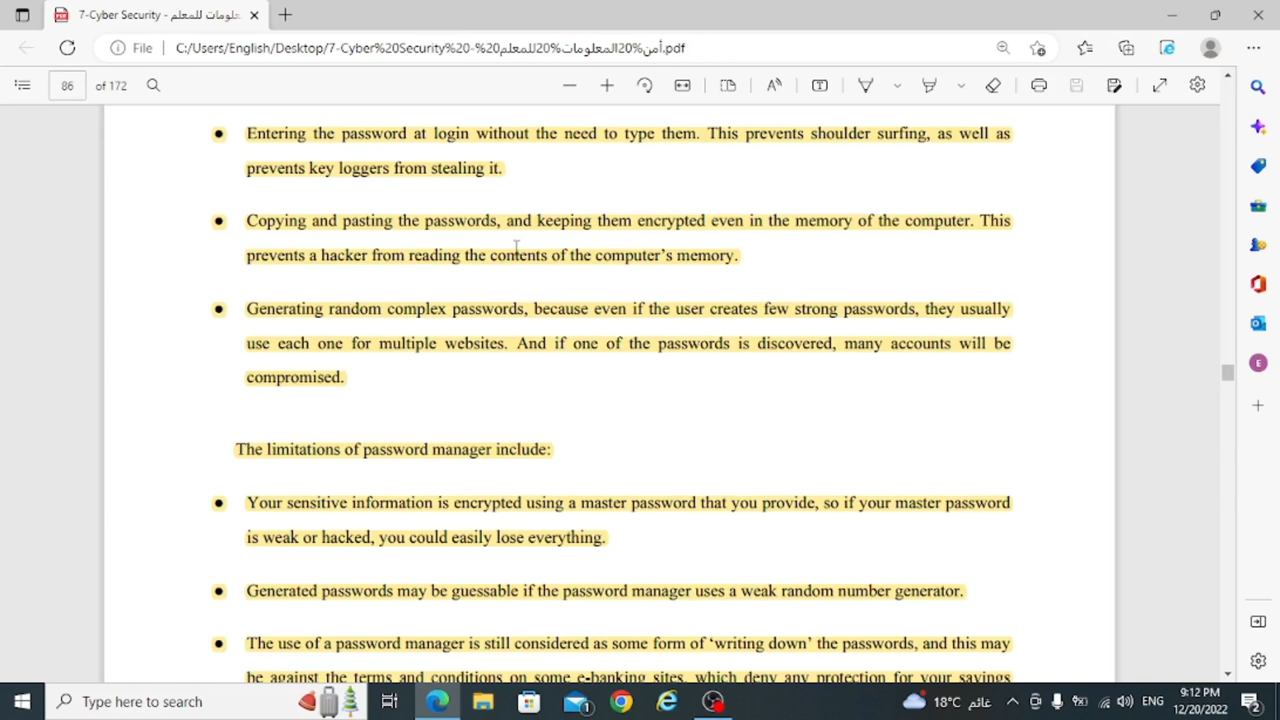 7-Cyber Security - أمن المعلومات للمعلم
File
C:/Users/English/Desktop/7-Cyber%20Security%20-%20أمن%20المعلومات%20للمعلم.pdf
86 of 172
● Entering the password at login without the need to type them. This prevents shoulder surfing, as well as
prevents key loggers from stealing it.
● Copying and pasting the passwords, and keeping them encrypted even in the memory of the computer. This
prevents a hacker from reading the contents of the computer's memory.
● Generating random complex passwords, because even if the user creates few strong passwords, they usually
use each one for multiple websites. And if one of the passwords is discovered, many accounts will be
compromised.
The limitations of password manager include:
● Your sensitive information is encrypted using a master password that you provide, so if your master password
is weak or hacked, you could easily lose everything.
● Generated passwords may be guessable if the password manager uses a weak random number generator.
● The use of a password manager is still considered as some form of ‘writing down’ the passwords, and this may
be against the terms and conditions on some e-banking sites, which deny any protection for your savings
E
Type here to search
1
18°C غائم
ENG
9:12 PM
12/20/2022
2